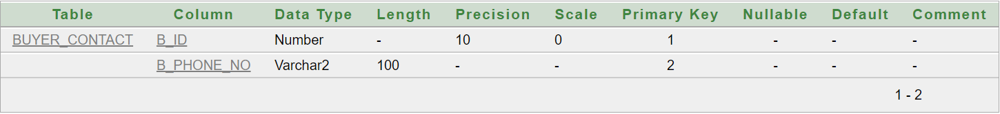 Table Column Data Type Length Precision Scale Primary Key Nullable Default Comment
BUYER_CONTACT B_ID Number - 10 0 1 - - -
B_PHONE_NO Varchar2 100 - - 2 - - -
1 - 2